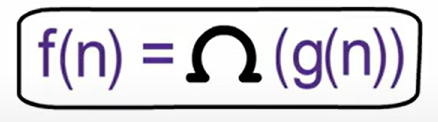 f(n) = Ω (g(n))